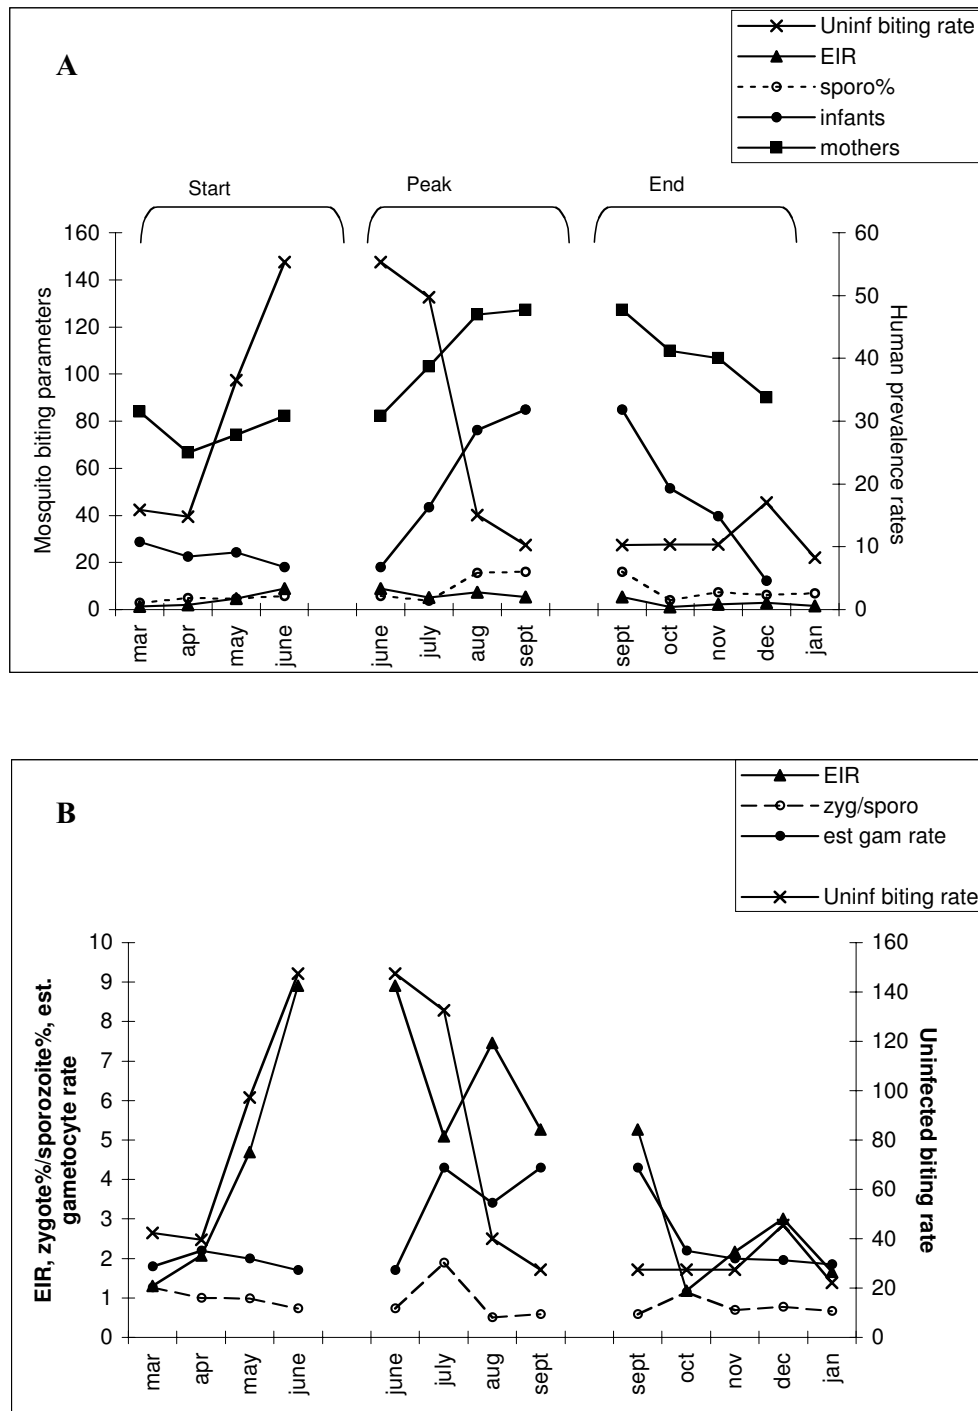 Uninf biting rate
EIR
sporo%
infants
mothers
A
Start
Peak
End
160
140
120
100
80
60
40
20
0
Mosquito biting parameters
60
50
40
30
20
10
0
Human prevalence rates
mar
apr
may
june
june
july
aug
sept
sept
oct
nov
dec
jan
EIR
zyg/sporo
est gam rate
Uninf biting rate
B
10
9
8
7
6
5
4
3
2
1
0
EIR, zygote%/sporozoite%, est.
gametocyte rate
160
140
120
100
80
60
40
20
0
Uninfected biting
rate
mar
apr
may
june
june
july
aug
sept
sept
oct
nov
dec
jan